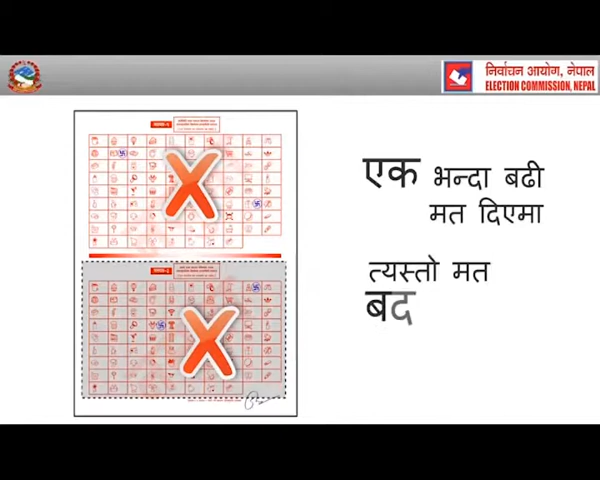 निर्वाचन आयोग, नेपाल
ELECTION COMMISSION, NEPAL
एक भन्दा बढी
मत दिएमा
त्यस्तो मत
बद